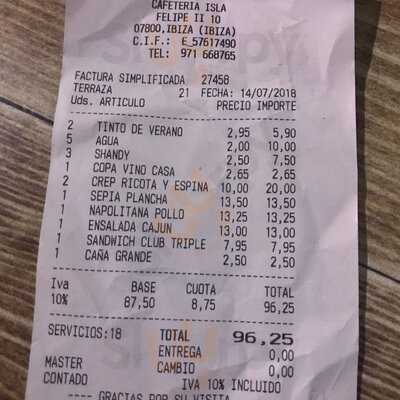 CAFETERIA ISLA
FELIPE II 10
07800,IBIZA (IBIZA)
C.I.F.: E 57617490
TEL: 971 668765
FACTURA SIMPLIFICADA 27458
TERRAZA 21 FECHA: 14/07/2018
Uds. ARTICULO PRECIO IMPORTE
2 TINTO DE VERANO 2,95 5,90
5 AGUA 2,00 10,00
3 SHANDY 2,50 7,50
1 COPA VINO CASA 2,65 2,65
2 CREP RICOTA Y ESPINA 10,00 20,00
1 SEPIA PLANCHA 13,50 13,50
1 NAPOLITANA POLLO 13,25 13,25
1 ENSALADA CAJUN 13,00 13,00
1 SANDWICH CLUB TRIPLE 7,95 7,95
1 CAÑA GRANDE 2,50 2,50
Iva BASE CUOTA TOTAL
10% 87,50 8,75 96,25
SERVICIOS:18 TOTAL 96,25
ENTREGA 0,00
MASTER CAMBIO 0,00
CONTADO IVA 10% INCLUIDO
---- GRACIAS POR SU VISITA